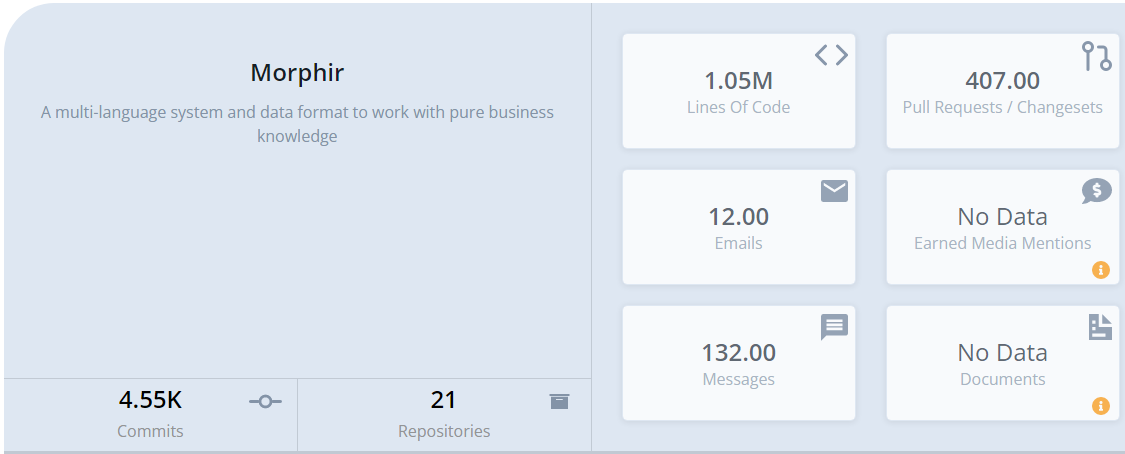 Morphir
A multi-language system and data format to work with pure business
knowledge
4.55K
Commits
21
Repositories
1.05M
Lines Of Code
407.00
Pull Requests / Changesets
12.00
Emails
No Data
Earned Media Mentions
132.00
Messages
No Data
Documents